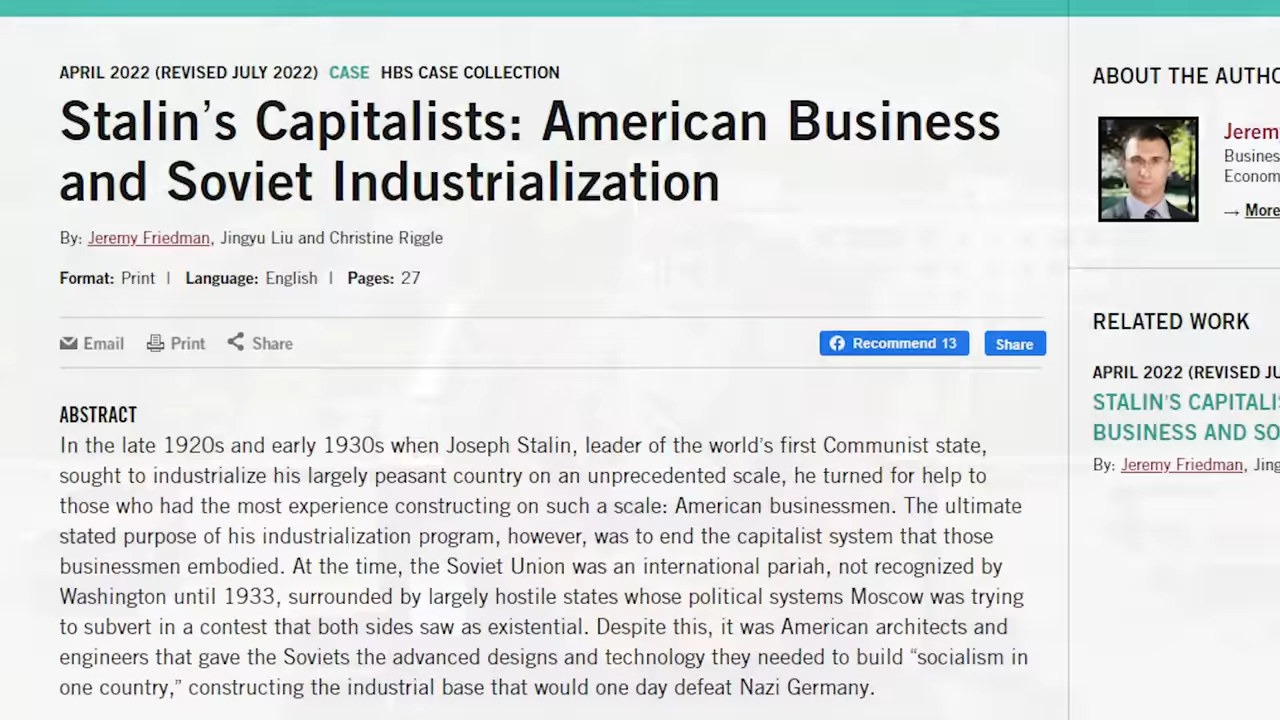 APRIL 2022 (REVISED JULY 2022) CASE HBS CASE COLLECTION
Stalin's Capitalists: American Business
and Soviet Industrialization
By: Jeremy Friedman, Jingyu Liu and Christine Riggle
Format: Print | Language: English | Pages: 27
Email Print Share
Recommend 13 Share
ABSTRACT
In the late 1920s and early 1930s when Joseph Stalin, leader of the world's first Communist state,
sought to industrialize his largely peasant country on an unprecedented scale, he turned for help to
those who had the most experience constructing on such a scale: American businessmen. The ultimate
stated purpose of his industrialization program, however, was to end the capitalist system that those
businessmen embodied. At the time, the Soviet Union was an international pariah, not recognized by
Washington until 1933, surrounded by largely hostile states whose political systems Moscow was trying
to subvert in a contest that both sides saw as existential. Despite this, it was American architects and
engineers that gave the Soviets the advanced designs and technology they needed to build “socialism in
one country,” constructing the industrial base that would one day defeat Nazi Germany.
ABOUT THE AUTHO
Jerem
Busines
Econom
→ More
RELATED WORK
APRIL 2022 (REVISED JU
STALIN'S CAPITALIS
BUSINESS AND SO
By: Jeremy Friedman, Jing